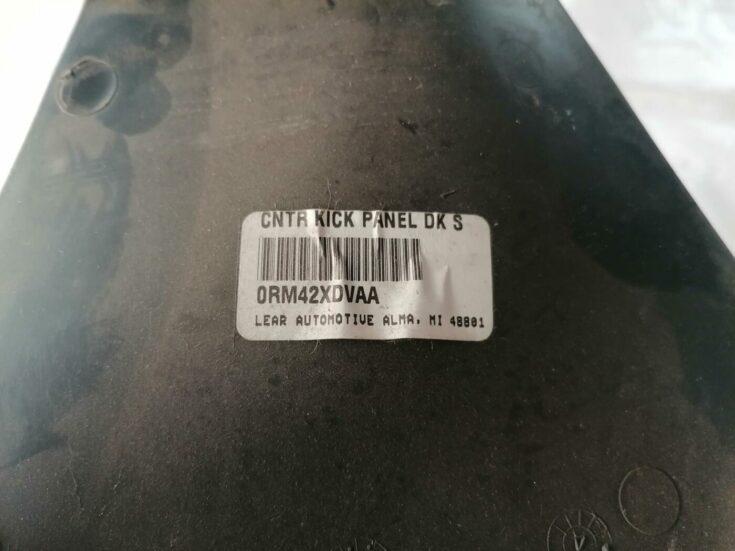 CNTR KICK PANEL DK S
0RM42XDVAA
LEAR AUTOMOTIVE ALMA, MI 48801